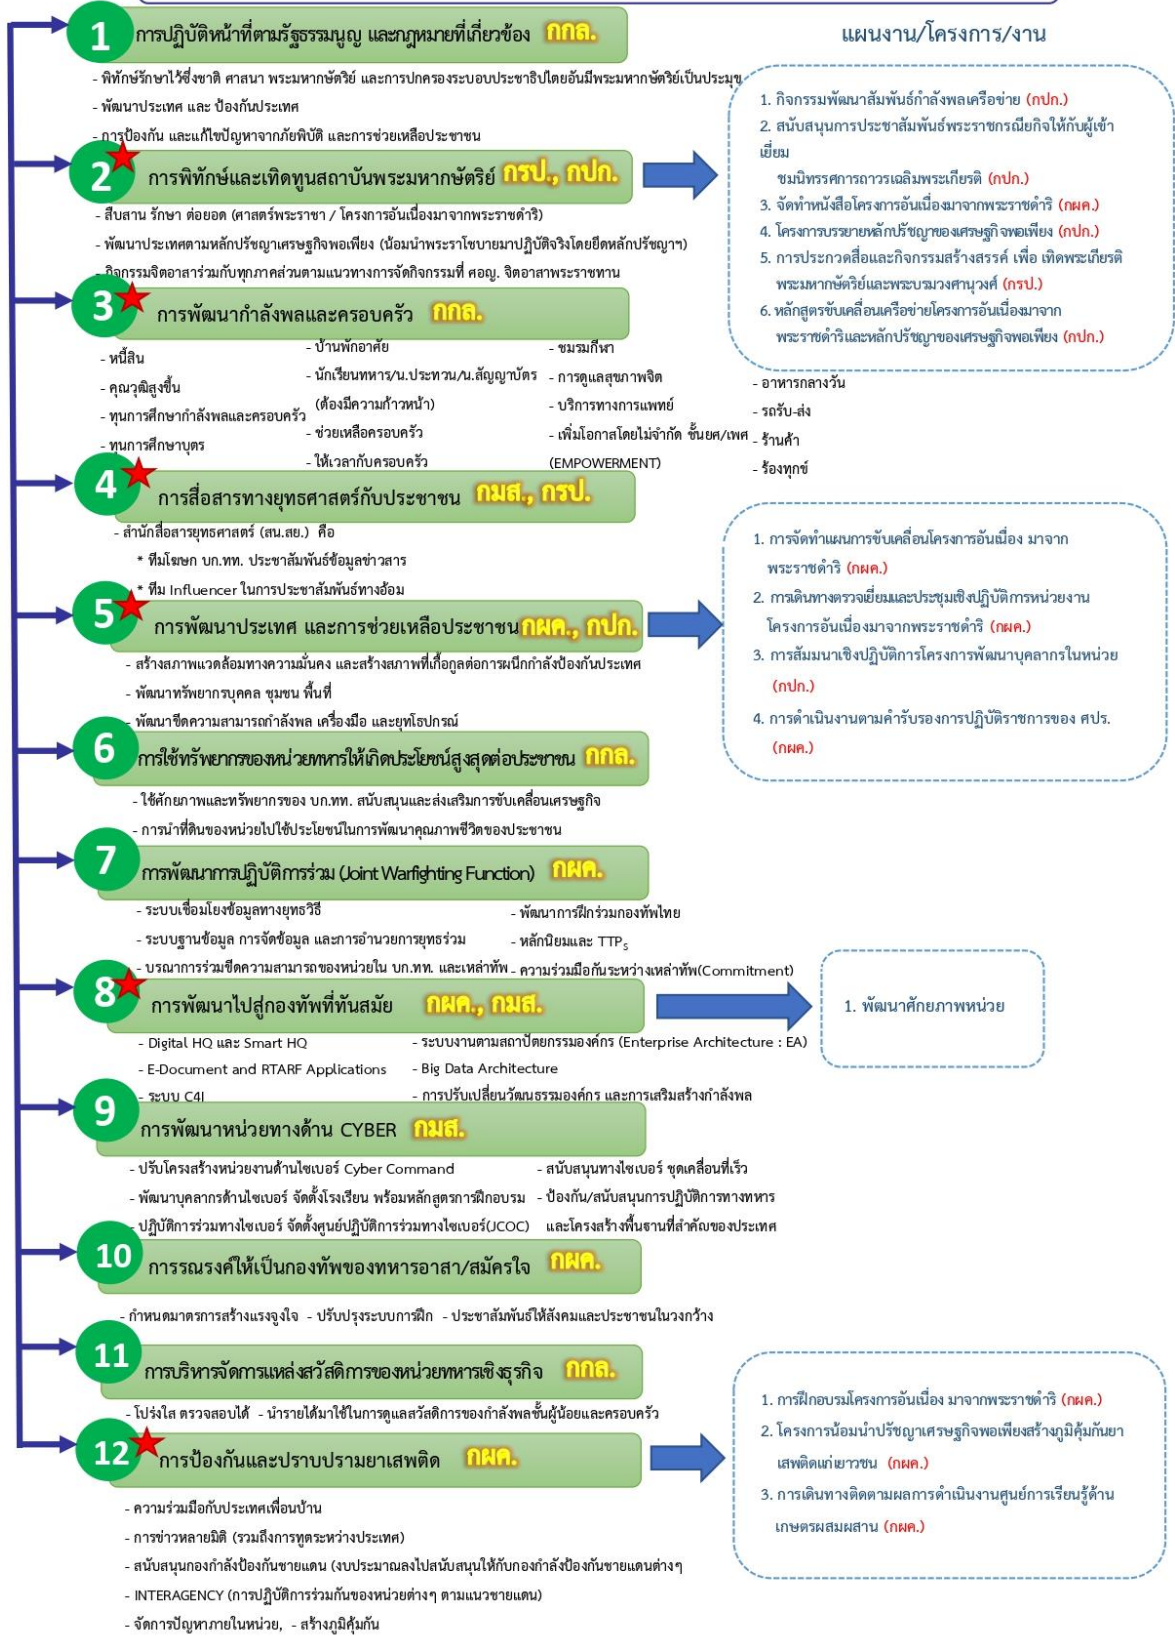 1 การปฏิบัติหน้าที่ตามรัฐธรรมนูญ และกฎหมายที่เกี่ยวข้อง กกล.
- พิทักษ์รักษาไว้ซึ่งชาติ ศาสนา พระมหากษัตริย์ และการปกครองระบอบประชาธิปไตยอันมีพระมหากษัตริย์เป็นประมุข
- พัฒนาประเทศ และ ป้องกันประเทศ
- การป้องกัน และแก้ไขปัญหาจากภัยพิบัติ และการช่วยเหลือประชาชน
2 การพิทักษ์และเทิดทูนสถาบันพระมหากษัตริย์ กรป., กปก.
- สืบสาน รักษา ต่อยอด (ศาสตร์พระราชา / โครงการอันเนื่องมาจากพระราชดำริ)
- พัฒนาประเทศตามหลักปรัชญาเศรษฐกิจพอเพียง (น้อมนำพระราโชบายมาปฏิบัติจริงโดยยึดหลักปรัชญาฯ)
- กิจกรรมจิตอาสาร่วมกับทุกภาคส่วนตามแนวทางการจัดกิจกรรมที่ ศอญ. จิตอาสาพระราชทาน
แผนงาน/โครงการ/งาน
1. กิจกรรมพัฒนาสัมพันธ์กำลังพลเครือข่าย (กปก.)
2. สนับสนุนการประชาสัมพันธ์พระราชกรณียกิจให้กับผู้เข้า
เยี่ยม
ชมนิทรรศการถาวรเฉลิมพระเกียรติ (กปก.)
3. จัดทำหนังสือโครงการอันเนื่องมาจากพระราชดำริ (กผค.)
4. โครงการบรรยายหลักปรัชญาของเศรษฐกิจพอเพียง (กปก.)
5. การประกวดสื่อและกิจกรรมสร้างสรรค์ เพื่อ เทิดพระเกียรติ
พระมหากษัตริย์และพระบรมวงศานุวงศ์ (กรป.)
6. หลักสูตรขับเคลื่อนเครือข่ายโครงการอันเนื่องมาจาก
พระราชดำริและหลักปรัชญาของเศรษฐกิจพอเพียง (กปก.)
3 การพัฒนากำลังพลและครอบครัว กกล.
- หนี้สิน
- คุณวุฒิสูงขึ้น
- ทุนการศึกษากำลังพลและครอบครัว
- ทุนการศึกษาบุตร
- บ้านพักอาศัย
- นักเรียนทหาร/น.ประทวน/น.สัญญาบัตร
(ต้องมีความก้าวหน้า)
- ช่วยเหลือครอบครัว
- ให้เวลากับครอบครัว
- ชมรมกีฬา
- การดูแลสุขภาพจิต
- บริการทางการแพทย์
- เพิ่มโอกาสโดยไม่จำกัด ชั้นยศ/เพศ
(EMPOWERMENT)
- อาหารกลางวัน
- รถรับ-ส่ง
- ร้านค้า
- ร้องทุกข์
4 การสื่อสารทางยุทธศาสตร์กับประชาชน กมส., กรป.
- สำนักสื่อสารยุทธศาสตร์ (สน.สย.) คือ
* ทีมโฆษก บก.ทท. ประชาสัมพันธ์ข้อมูลข่าวสาร
* ทีม Influencer ในการประชาสัมพันธ์ทางอ้อม
5 การพัฒนาประเทศ และการช่วยเหลือประชาชน กผค., กปก.
- สร้างสภาพแวดล้อมทางความมั่นคง และสร้างสภาพที่เกื้อกูลต่อการผนึกกำลังป้องกันประเทศ
- พัฒนาทรัพยากรบุคคล ชุมชน พื้นที่
- พัฒนาขีดความสามารถกำลังพล เครื่องมือ และยุทโธปกรณ์
1. การจัดทำแผนการขับเคลื่อนโครงการอันเนื่อง มาจาก
พระราชดำริ (กผค.)
2. การเดินทางตรวจเยี่ยมและประชุมเชิงปฏิบัติการหน่วยงาน
โครงการอันเนื่องมาจากพระราชดำริ (กผค.)
3. การสัมมนาเชิงปฏิบัติการโครงการพัฒนาบุคลากรในหน่วย
(กปก.)
4. การดำเนินงานตามคำรับรองการปฏิบัติราชการของ ศปร.
(กผค.)
6 การใช้ทรัพยากรของหน่วยทหารให้เกิดประโยชน์สูงสุดต่อประชาชน กกล.
- ใช้ศักยภาพและทรัพยากรของ บก.ทท. สนับสนุนและส่งเสริมการขับเคลื่อนเศรษฐกิจ
- การนำที่ดินของหน่วยไปใช้ประโยชน์ในการพัฒนาคุณภาพชีวิตของประชาชน
7 การพัฒนาการปฏิบัติการร่วม (Joint Warfighting Function) กผค.
- ระบบเชื่อมโยงข้อมูลทางยุทธวิธี
- ระบบฐานข้อมูล การจัดข้อมูล และการอำนวยการยุทธร่วม
- บูรณาการร่วมขีดความสามารถของหน่วยใน บก.ทท. และเหล่าทัพ
- พัฒนาการฝึกร่วมกองทัพไทย
- หลักนิยมและ TTPs
- ความร่วมมือกันระหว่างเหล่าทัพ(Commitment)
8 การพัฒนาไปสู่กองทัพที่ทันสมัย กผค., กมส.
- Digital HQ และ Smart HQ
- E-Document and RTARF Applications
- ระบบ C4I
- ระบบงานตามสถาปัตยกรรมองค์กร (Enterprise Architecture : EA)
- Big Data Architecture
- การปรับเปลี่ยนวัฒนธรรมองค์กร และการเสริมสร้างกำลังพล
1. พัฒนาศักยภาพหน่วย
9 การพัฒนาหน่วยทางด้าน CYBER กมส.
- ปรับโครงสร้างหน่วยงานด้านไซเบอร์ Cyber Command
- พัฒนาบุคลากรด้านไซเบอร์ จัดตั้งโรงเรียน พร้อมหลักสูตรการฝึกอบรม
- ปฏิบัติการร่วมทางไซเบอร์ จัดตั้งศูนย์ปฏิบัติการร่วมทางไซเบอร์(JCOC)
- สนับสนุนทางไซเบอร์ ชุดเคลื่อนที่เร็ว
- ป้องกัน/สนับสนุนการปฏิบัติการทางทหาร
และโครงสร้างพื้นฐานที่สำคัญของประเทศ
10 การรณรงค์ให้เป็นกองทัพของทหารอาสา/สมัครใจ กผค.
- กำหนดมาตรการสร้างแรงจูงใจ - ปรับปรุงระบบการฝึก - ประชาสัมพันธ์ให้สังคมและประชาชนในวงกว้าง
11 การบริหารจัดการแหล่งสวัสดิการของหน่วยทหารเชิงธุรกิจ กกล.
- โปร่งใส ตรวจสอบได้ - นำรายได้มาใช้ในการดูแลสวัสดิการของกำลังพลชั้นผู้น้อยและครอบครัว
12 การป้องกันและปราบปรามยาเสพติด กผค.
- ความร่วมมือกับประเทศเพื่อนบ้าน
- การข่าวหลายมิติ (รวมถึงการทูตระหว่างประเทศ)
- สนับสนุนกองกำลังป้องกันชายแดน (งบประมาณลงไปสนับสนุนให้กับกองกำลังป้องกันชายแดนต่างๆ
- INTERAGENCY (การปฏิบัติการร่วมกันของหน่วยต่างๆ ตามแนวชายแดน)
- จัดการปัญหาภายในหน่วย, - สร้างภูมิคุ้มกัน
1. การฝึกอบรมโครงการอันเนื่อง มาจากพระราชดำริ (กผค.)
2. โครงการน้อมนำปรัชญาเศรษฐกิจพอเพียงสร้างภูมิคุ้มกันยา
เสพติดแก่เยาวชน (กผค.)
3. การเดินทางติดตามผลการดำเนินงานศูนย์การเรียนรู้ด้าน
เกษตรผสมผสาน (กผค.)